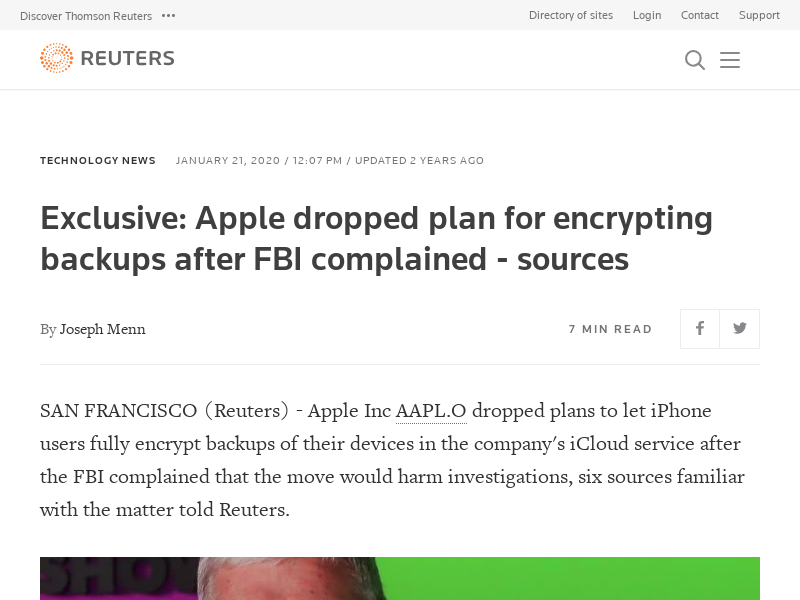 Discover Thomson Reuters ••• Directory of sites Login Contact Support
REUTERS
TECHNOLOGY NEWS JANUARY 21, 2020 / 12:07 PM / UPDATED 2 YEARS AGO
Exclusive: Apple dropped plan for encrypting
backups after FBI complained - sources
By Joseph Menn 7 MIN READ
SAN FRANCISCO (Reuters) - Apple Inc AAPL.O dropped plans to let iPhone
users fully encrypt backups of their devices in the company's iCloud service after
the FBI complained that the move would harm investigations, six sources familiar
with the matter told Reuters.
SHOW